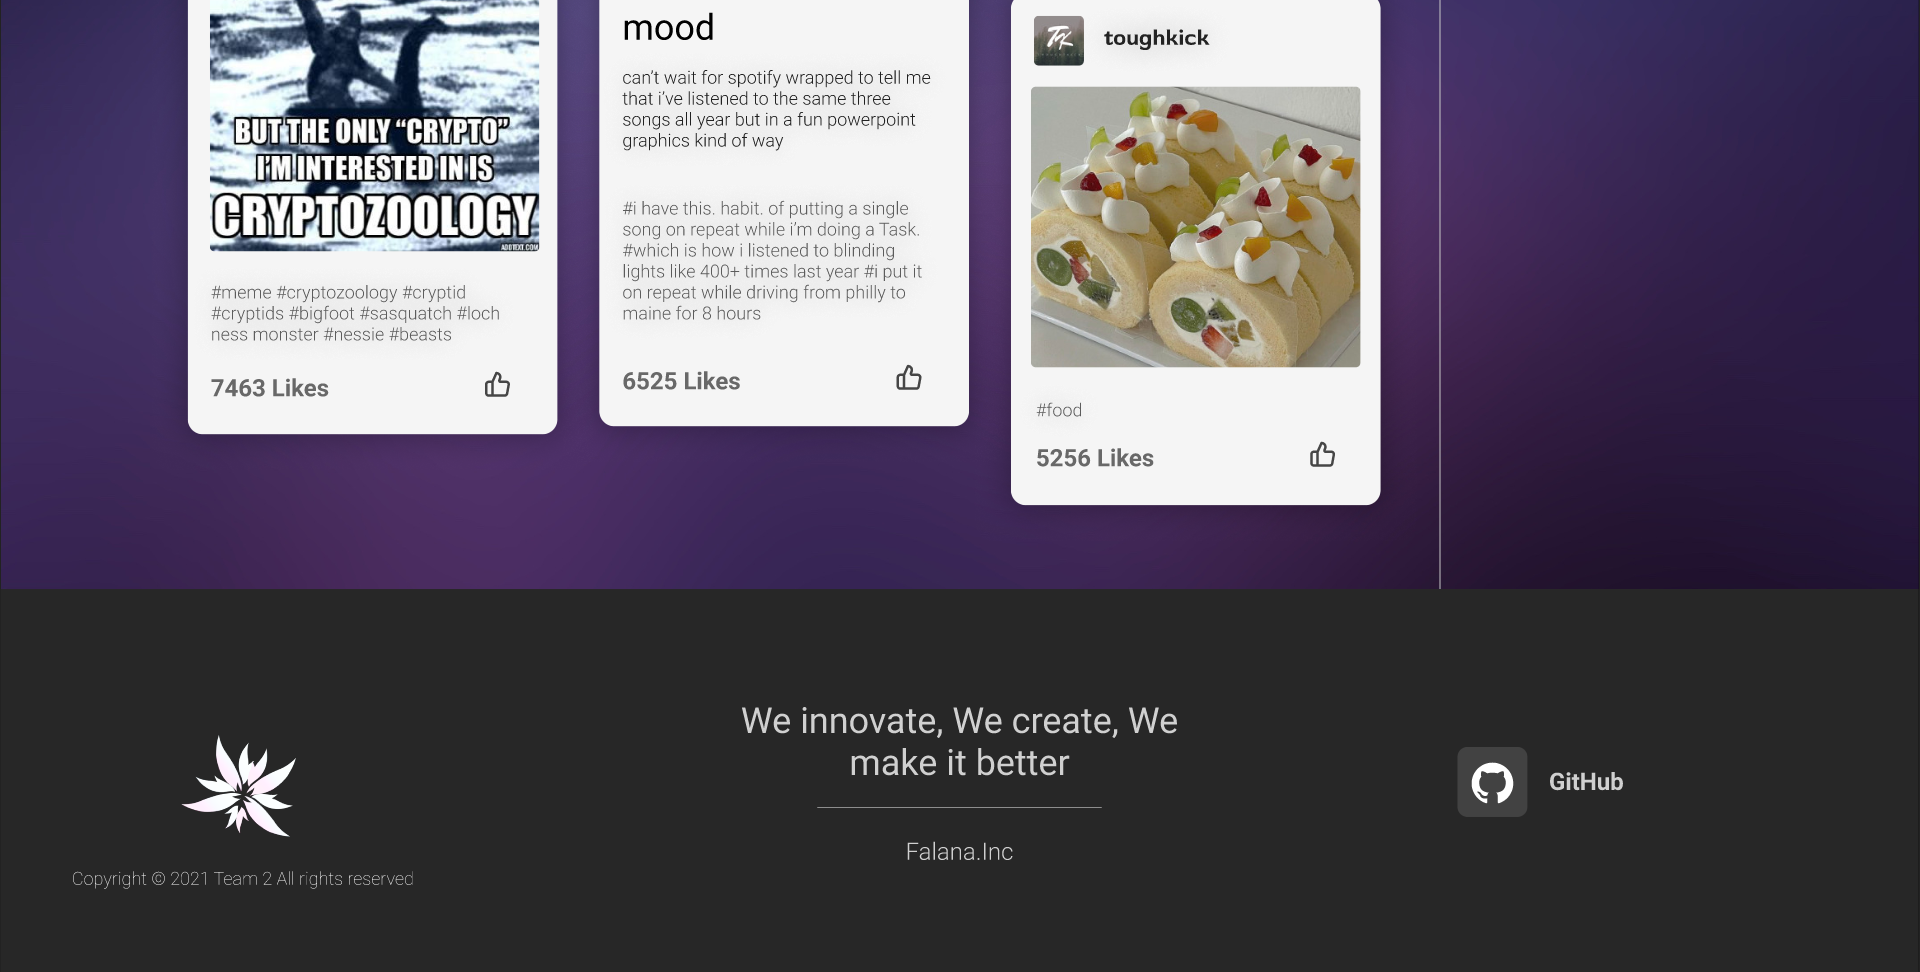 BUT THE ONLY “CRYPTO”
I'M INTERESTED IN IS
CRYPTOZOOLOGY
ADDTEXT.COM
#meme #cryptozoology #cryptid
#cryptids #bigfoot #sasquatch #loch
ness monster #nessie #beasts
7463 Likes
mood
can’t wait for spotify wrapped to tell me
that i’ve listened to the same three
songs all year but in a fun powerpoint
graphics kind of way
#i have this. habit. of putting a single
song on repeat while i’m doing a Task.
#which is how i listened to blinding
lights like 400+ times last year #i put it
on repeat while driving from philly to
maine for 8 hours
6525 Likes
TK
toughkick
#food
5256 Likes
We innovate, We create, We
make it better
Falana.Inc
Copyright © 2021 Team 2 All rights reserved
GitHub